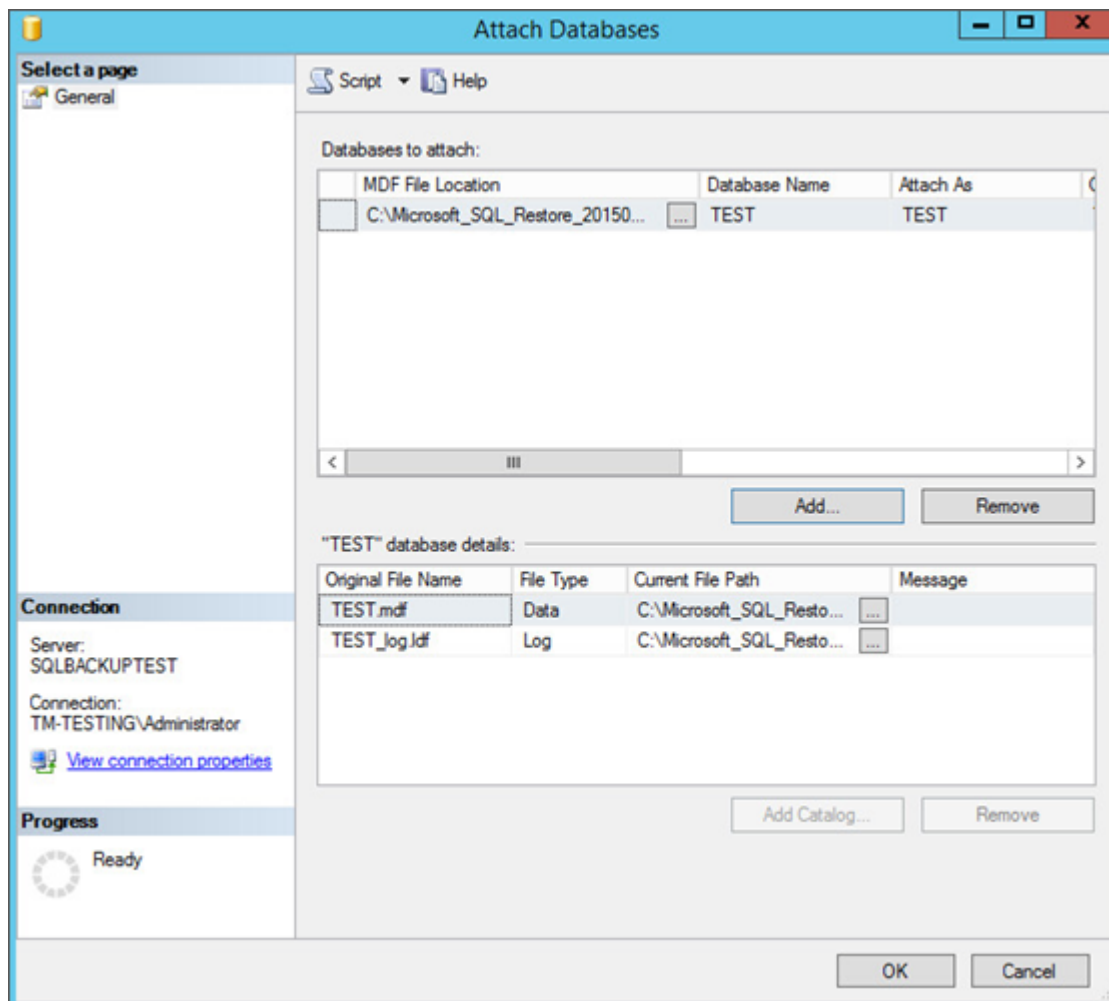 Attach Databases
Select a page
General
Script Help
Databases to attach:
MDF File Location Database Name Attach As
C:\Microsoft_SQL_Restore_20150... ... TEST TEST
Add... Remove
"TEST" database details:
Original File Name File Type Current File Path Message
TEST.mdf Data C:\Microsoft_SQL_Resto... ...
TEST_log.ldf Log C:\Microsoft_SQL_Resto... ...
Add Catalog... Remove
Connection
Server:
SQLBACKUPTEST
Connection:
TM-TESTING\Administrator
View connection properties
Progress
Ready
OK Cancel